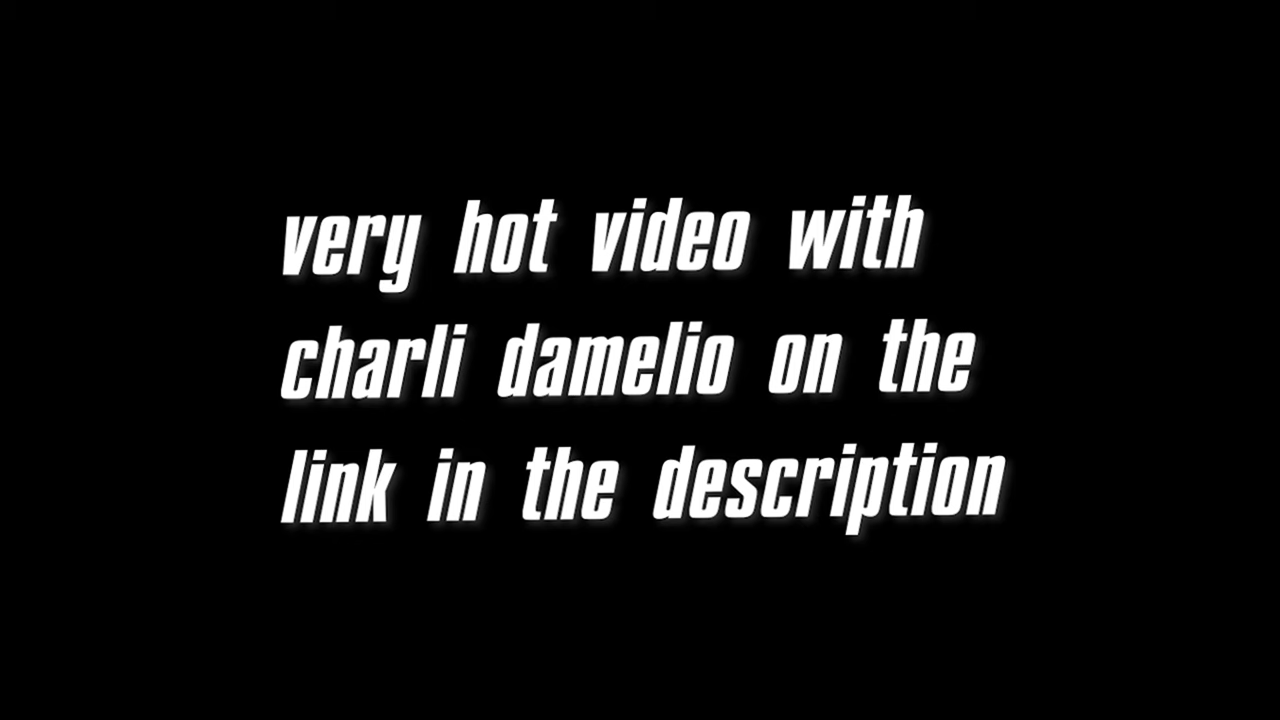 very hot video with
charli damelio on the
link in the description